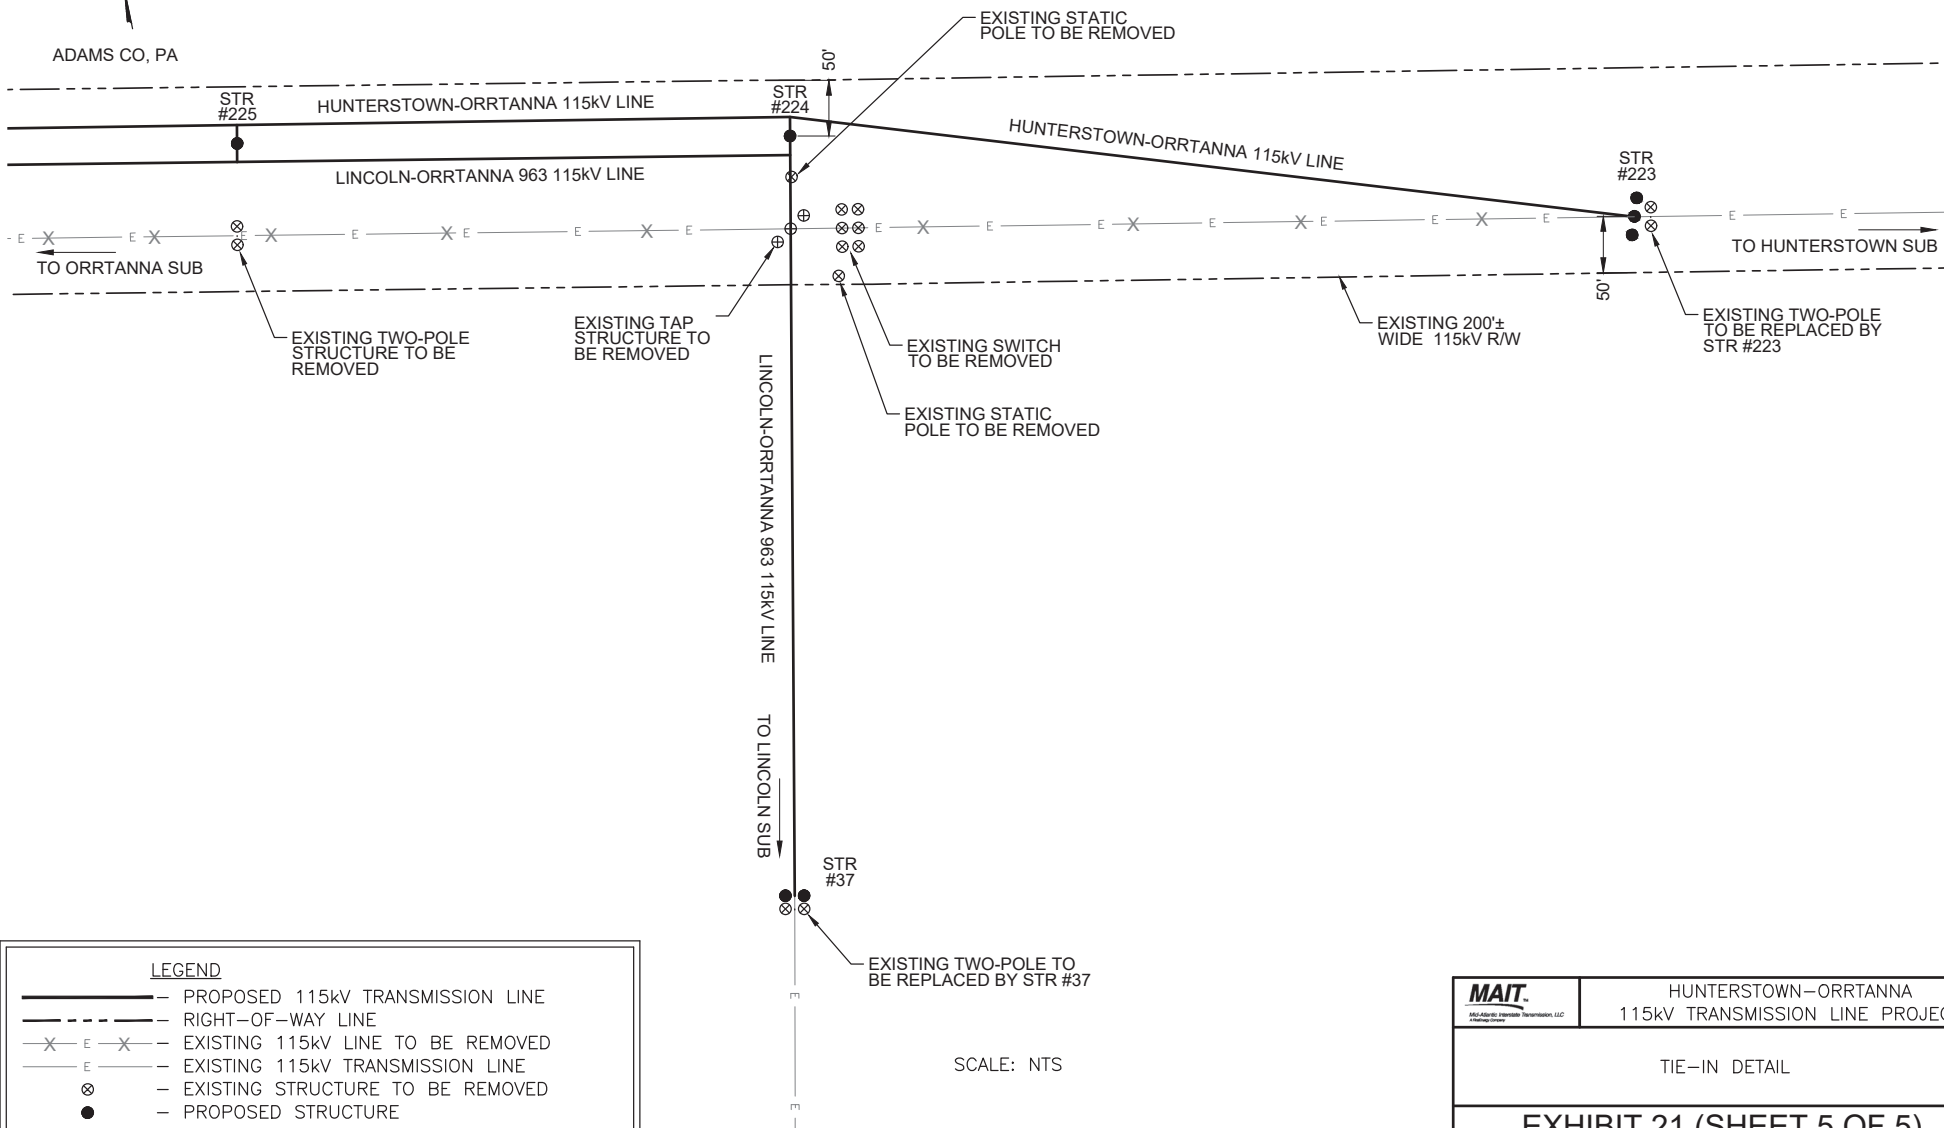 ADAMS CO, PA
EXISTING STATIC
POLE TO BE REMOVED
50'
STR
#225
HUNTERSTOWN-ORRTANNA 115kV LINE
STR
#224
HUNTERSTOWN-ORRTANNA 115kV LINE
STR
#223
LINCOLN-ORRTANNA 963 115kV LINE
E E E E E E E E E E E E E E
TO ORRTANNA SUB
TO HUNTERSTOWN SUB
50'
EXISTING TWO-POLE
STRUCTURE TO BE
REMOVED
EXISTING TAP
STRUCTURE TO
BE REMOVED
EXISTING SWITCH
TO BE REMOVED
EXISTING STATIC
POLE TO BE REMOVED
EXISTING 200'±
WIDE 115kV R/W
EXISTING TWO-POLE
TO BE REPLACED BY
STR #223
LINCOLN-ORRTANNA 963 115kV LINE
TO LINCOLN SUB
STR
#37
EXISTING TWO-POLE TO
BE REPLACED BY STR #37
E
E
SCALE: NTS
LEGEND
– PROPOSED 115kV TRANSMISSION LINE
– RIGHT-OF-WAY LINE
X E X – EXISTING 115kV LINE TO BE REMOVED
E – EXISTING 115kV TRANSMISSION LINE
– EXISTING STRUCTURE TO BE REMOVED
– PROPOSED STRUCTURE
MAIT
Mid-Atlantic Interstate Transmission, LLC
A FirstEnergy Company
HUNTERSTOWN-ORRTANNA
115kV TRANSMISSION LINE PROJEC
TIE-IN DETAIL
EXHIBIT 21 (SHEET 5 OF 5)